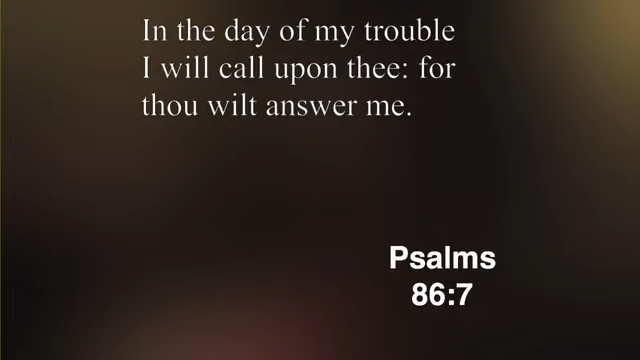 In the day of my trouble
I will call upon thee: for
thou wilt answer me.
Psalms
86:7